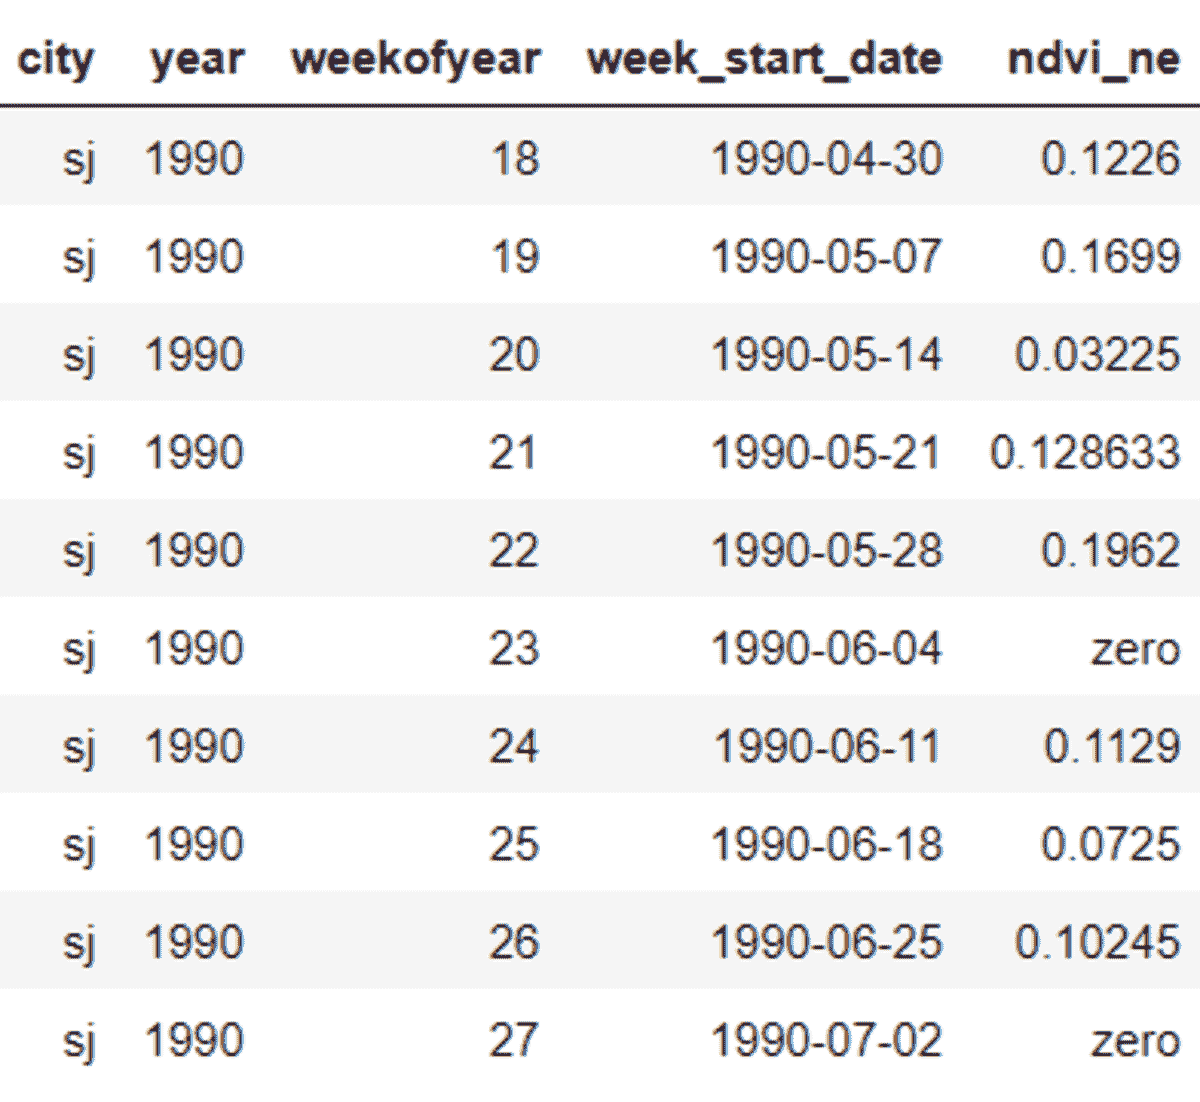 city year weekofyear week_start_date ndvi_ne
sj 1990 18 1990-04-30 0.1226
sj 1990 19 1990-05-07 0.1699
sj 1990 20 1990-05-14 0.03225
sj 1990 21 1990-05-21 0.128633
sj 1990 22 1990-05-28 0.1962
sj 1990 23 1990-06-04 zero
sj 1990 24 1990-06-11 0.1129
sj 1990 25 1990-06-18 0.0725
sj 1990 26 1990-06-25 0.10245
sj 1990 27 1990-07-02 zero